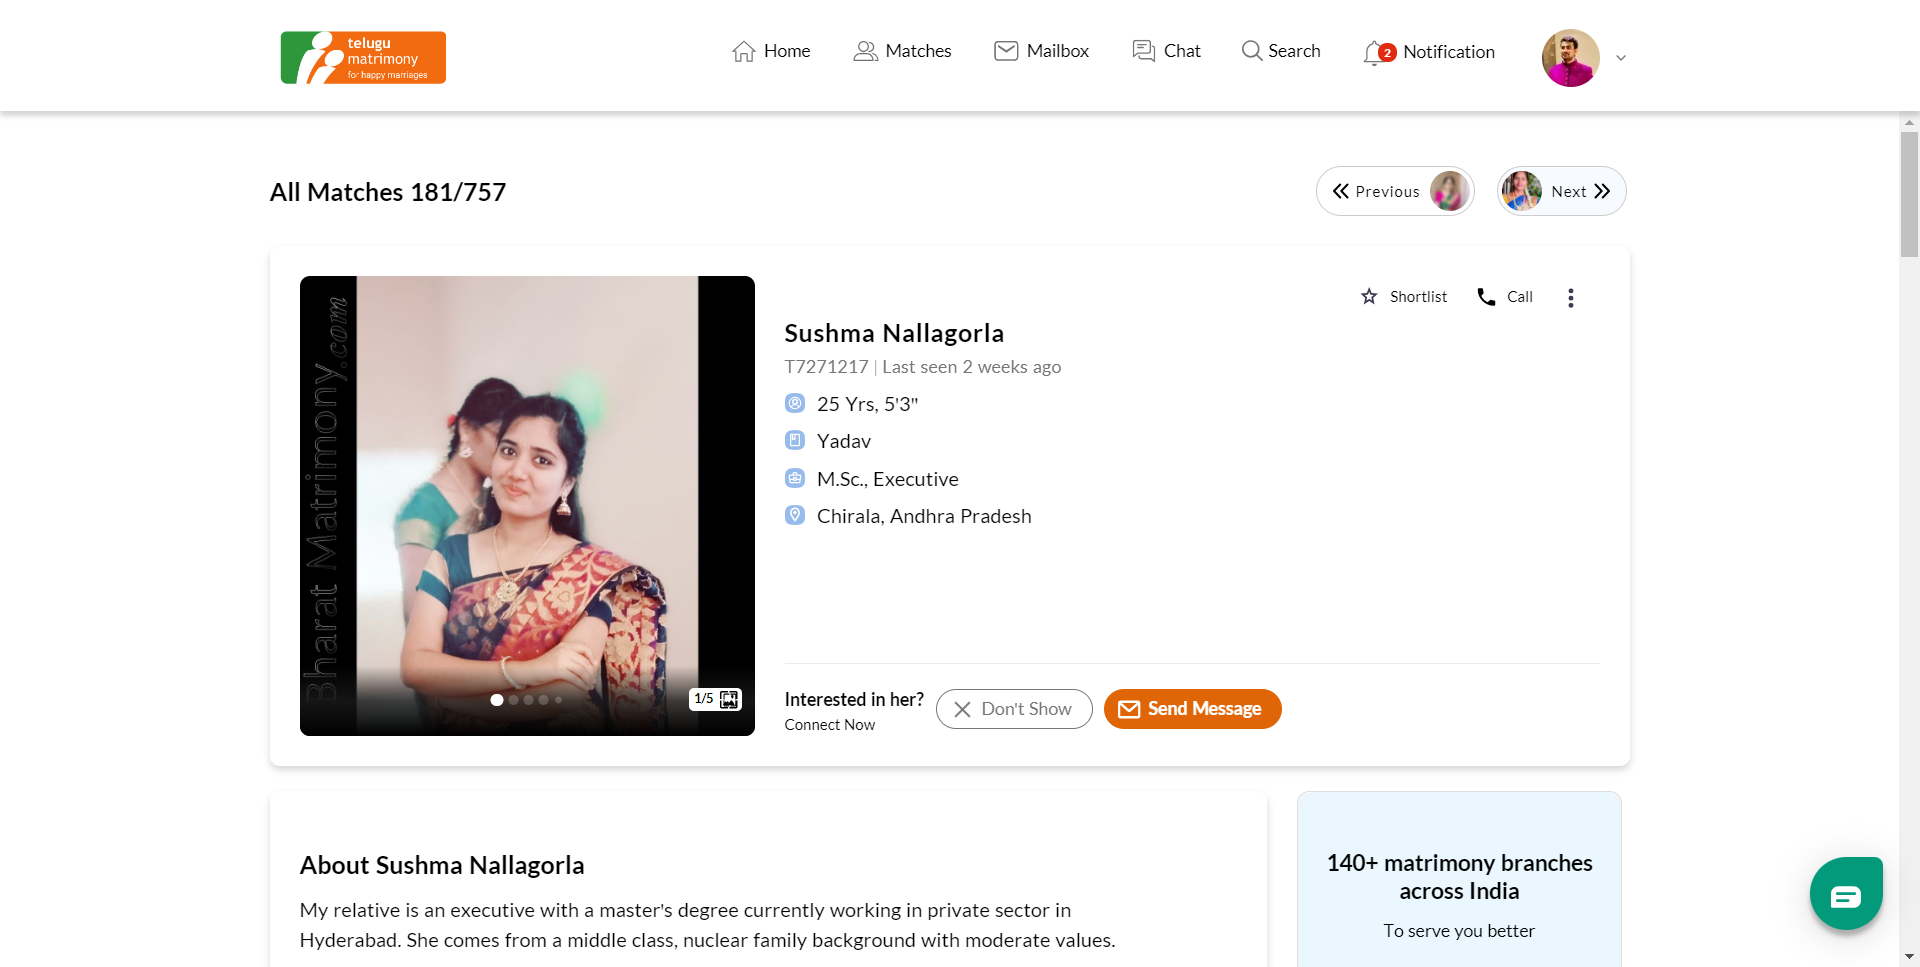 telugu
matrimony
for happy marriages
Home
Matches
Mailbox
Chat
Search
2
Notification
All Matches 181/757
Previous
Next
Bharat Matrimony.com
Shortlist
Call
Sushma Nallagorla
T7271217 | Last seen 2 weeks ago
25 Yrs, 5'3"
Yadav
M.Sc., Executive
Chirala, Andhra Pradesh
1/5
Interested in her?
Connect Now
Don't Show
Send Message
About Sushma Nallagorla
My relative is an executive with a master's degree currently working in private sector in
Hyderabad. She comes from a middle class, nuclear family background with moderate values.
140+ matrimony branches
across India
To serve you better